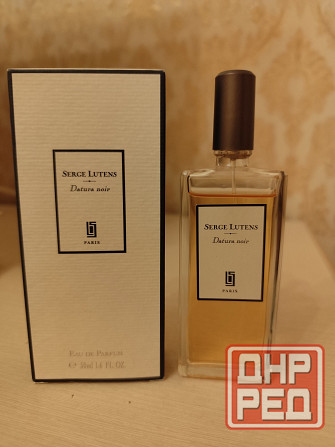 SERGE LUTENS
Datura noir
PARIS
EAU DE PARFUM
℮ 50ml 1.6 FL. OZ.
SERGE LUTENS
Datura noir
PARIS
ДНР
РЕД